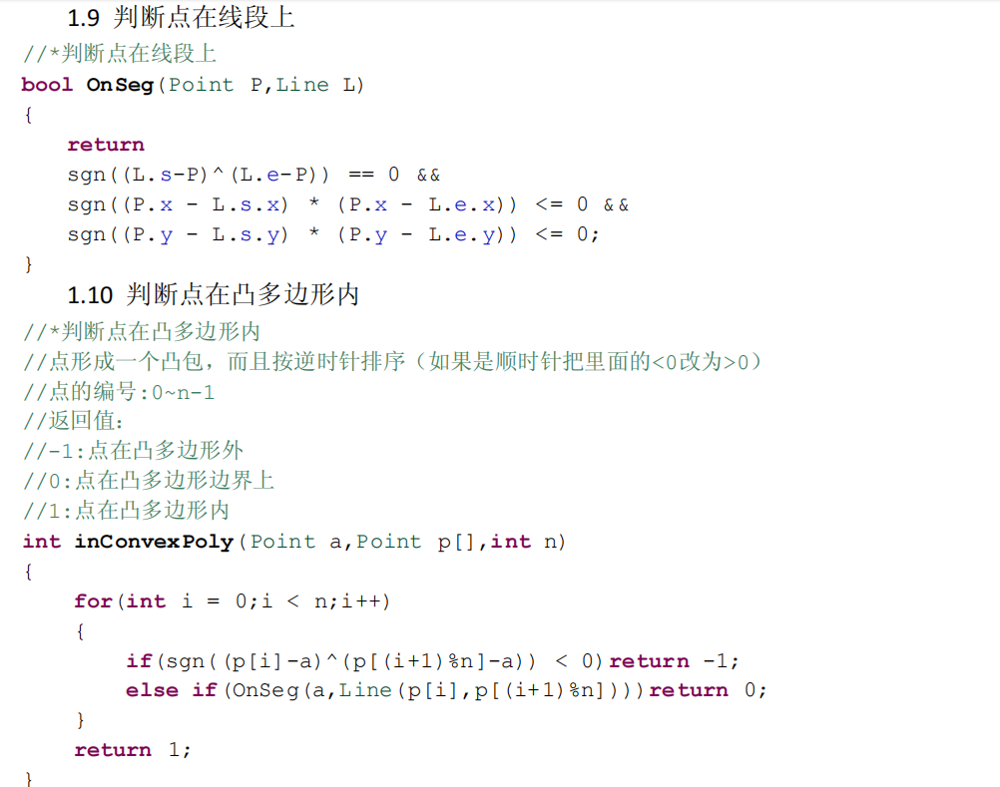 1.9 判断点在线段上
//*判断点在线段上
bool OnSeg(Point P,Line L)
{
return
sgn((L.s-P)^(L.e-P)) == 0 &&
sgn((P.x - L.s.x) * (P.x - L.e.x)) <= 0 &&
sgn((P.y - L.s.y) * (P.y - L.e.y)) <= 0;
}
1.10 判断点在凸多边形内
//*判断点在凸多边形内
//点形成一个凸包，而且按逆时针排序（如果是顺时针把里面的<0改为>0）
//点的编号:0~n-1
//返回值：
//-1:点在凸多边形外
//0:点在凸多边形边界上
//1:点在凸多边形内
int inConvexPoly(Point a,Point p[],int n)
{
for(int i = 0;i < n;i++)
{
if(sgn((p[i]-a)^(p[(i+1)%n]-a)) < 0)return -1;
else if(OnSeg(a,Line(p[i],p[(i+1)%n])))return 0;
}
return 1;
}